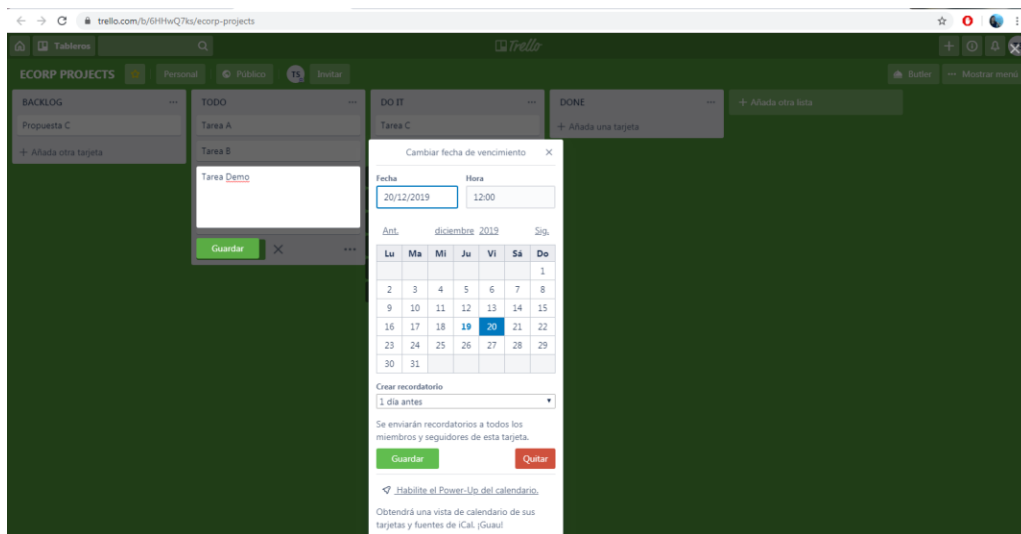 trello.com/b/6HHwQ7ks/ecorp-projects
Tableros
Trello
ECORP PROJECTS
Personal
Público
TS
Invitar
Butler
Mostrar menú
BACKLOG
Propuesta C
+ Añada otra tarjeta
TODO
Tarea A
Tarea B
Tarea Demo
Guardar
DO IT
Tarea C
DONE
+ Añada una tarjeta
+ Añada otra lista
Cambiar fecha de vencimiento
Fecha Hora
20/12/2019 12:00
Ant. diciembre 2019 Sig.
Lu Ma Mi Ju Vi Sá Do
1
2 3 4 5 6 7 8
9 10 11 12 13 14 15
16 17 18 19 20 21 22
23 24 25 26 27 28 29
30 31
Crear recordatorio
1 día antes
Se enviarán recordatorios a todos los
miembros y seguidores de esta tarjeta.
Guardar Quitar
Habilite el Power-Up del calendario.
Obtendrá una vista de calendario de sus
tarjetas y fuentes de iCal. ¡Guau!